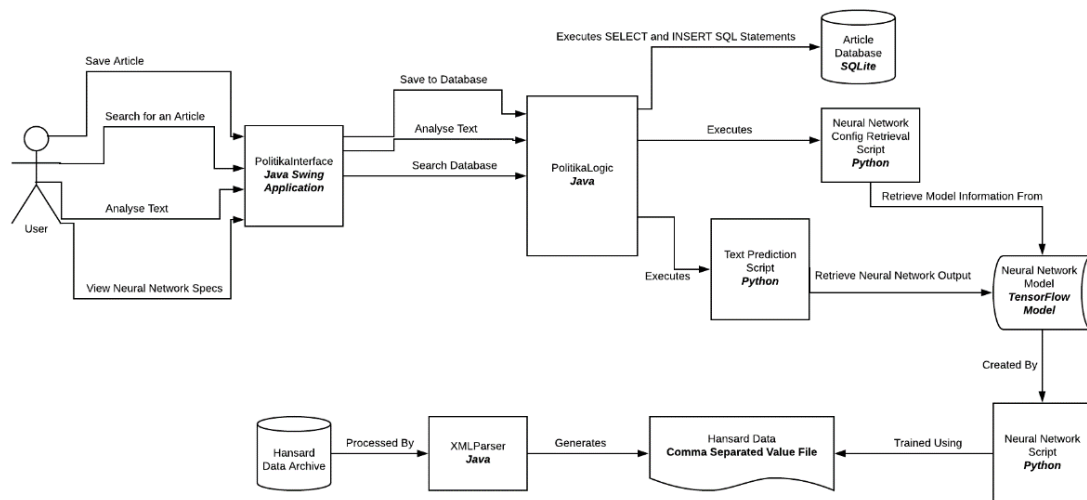 Executes SELECT and INSERT SQL Statements
Article
Database
SQLite
Save Article
Save to Database
Search for an Article
Analyse Text
Executes
Neural Network
Config Retrieval
Script
Python
PolitikaInterface
Java Swing
Application
Search Database
PolitikaLogic
Java
Retrieve Model Information From
Analyse Text
User
View Neural Network Specs
Executes
Text Prediction
Script
Python
Retrieve Neural Network Output
Neural Network
Model
TensorFlow
Model
Created By
Hansard
Data Archive
Processed By
XMLParser
Java
Generates
Hansard Data
Comma Separated Value File
Trained Using
Neural Network
Script
Python